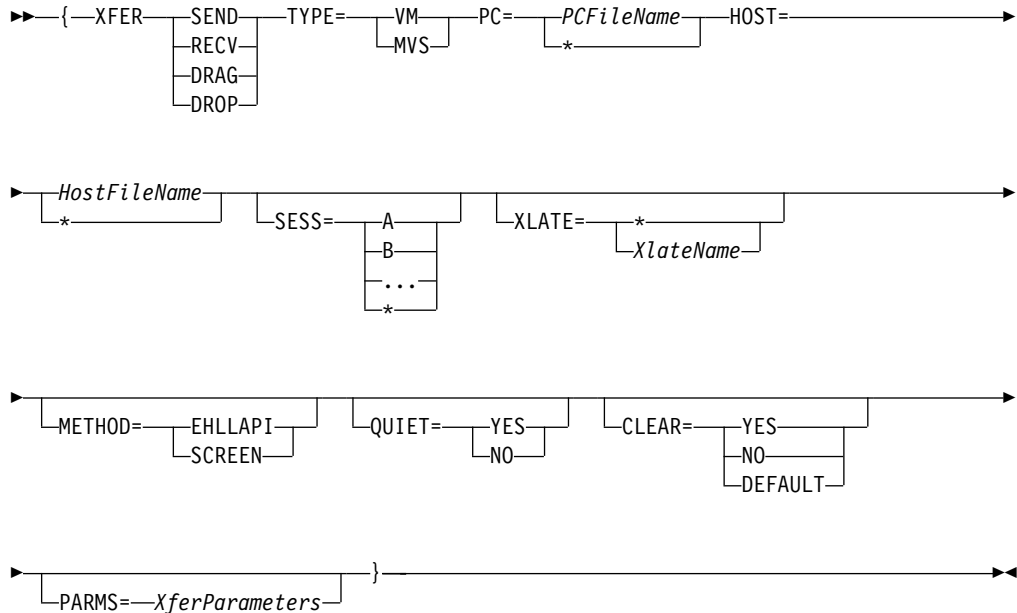 { XFER SEND TYPE= VM PC= PCFileName HOST=
RECV MVS *
DRAG
DROP
HostFileName
* SESS= A XLATE= *
B XlateName
...
*
METHOD= EHLLAPI QUIET= YES CLEAR= YES
SCREEN NO NO
DEFAULT
}
PARMS= XferParameters